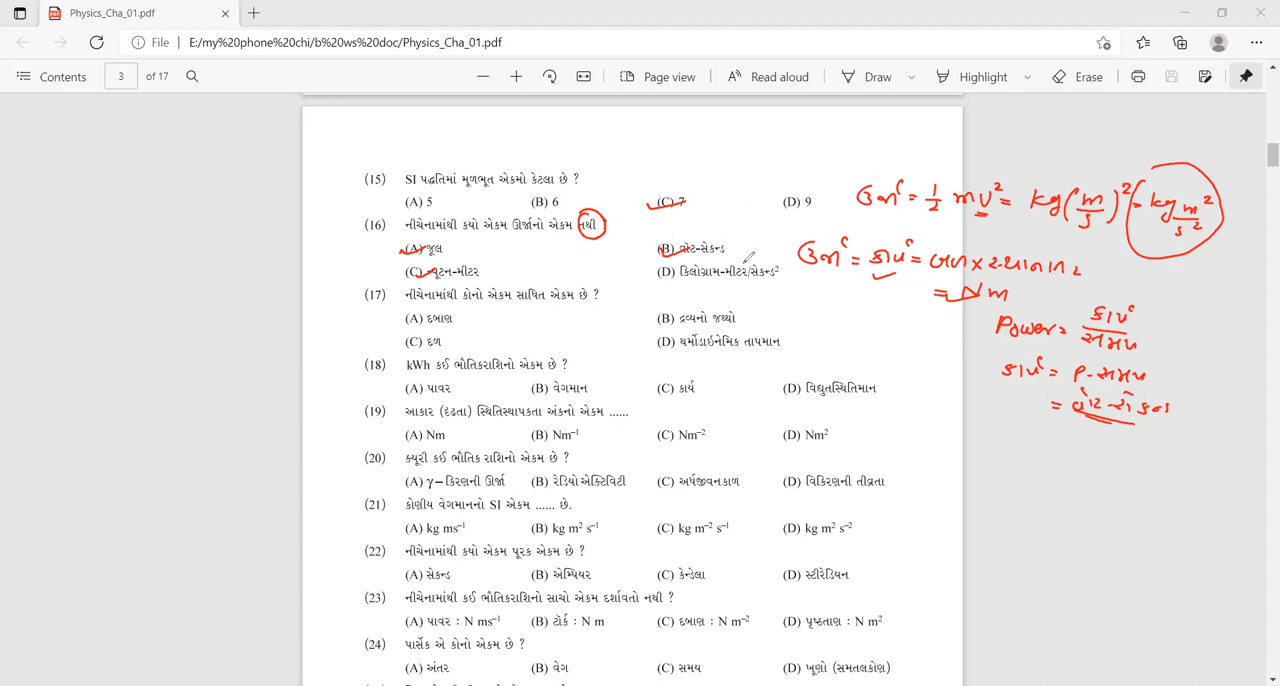 Physics_Cha_01.pdf
File E:/my%20phone%20chi/b%20ws%20doc/Physics_Cha_01.pdf
Contents 3 of 17 Page view Read aloud Draw Highlight Erase
(15) SI પદ્ધતિમાં મૂળભૂત એકમો કેટલા છે ?
(A) 5 (B) 6 (C) 7 (D) 9
(16) નીચેનામાંથી કયો એકમ ઊર્જાનો એકમ નથી ?
(A) જૂલ (B) વોટ-સેકન્ડ
(C) ન્યૂટન-મીટર (D) કિલોગ્રામ-મીટર/સેકન્ડ²
(17) નીચેનામાંથી કોનો એકમ સાધિત એકમ છે ?
(A) દબાણ (B) દ્રવ્યનો જથ્થો
(C) દળ (D) થર્મોડાઇનેમિક તાપમાન
(18) kWh કઈ ભૌતિકરાશિનો એકમ છે ?
(A) પાવર (B) વેગમાન (C) કાર્ય (D) વિદ્યુતસ્થિતિમાન
(19) આકાર (દૃઢતા) સ્થિતિસ્થાપકતા અંકનો એકમ ......
(A) Nm (B) Nm⁻¹ (C) Nm⁻² (D) Nm²
(20) ક્યૂરી કઈ ભૌતિક રાશિનો એકમ છે ?
(A) γ–કિરણની ઊર્જા (B) રેડિયોએક્ટિવિટી (C) અર્ધજીવનકાળ (D) વિકિરણની તીવ્રતા
(21) કોણીય વેગમાનનો SI એકમ ...... છે.
(A) kg ms⁻¹ (B) kg m² s⁻¹ (C) kg m⁻² s⁻¹ (D) kg m² s⁻²
(22) નીચેનામાંથી કયો એકમ પૂરક એકમ છે ?
(A) સેકન્ડ (B) એમ્પિયર (C) કેન્ડેલા (D) સ્ટીરેડિયન
(23) નીચેનામાંથી કઈ ભૌતિકરાશિનો સાચો એકમ દર્શાવતો નથી ?
(A) પાવર : N ms⁻¹ (B) ટૉર્ક : N m (C) દબાણ : N m⁻² (D) પૃષ્ઠતાણ : N m²
(24) પાર્સેક એ કોનો એકમ છે ?
(A) અંતર (B) વેગ (C) સમય (D) ખૂણો (સમતલકોણ)
ઉર્જા = 1/2 mv² = kg (m/s)² = kg m²/s²
ઉર્જા = કાર્ય = બળ × સ્થાનાંતર
= Nm
Power = કાર્ય/સમય
કાર્ય = P - સમય
= વોટ-સેકન્ડ